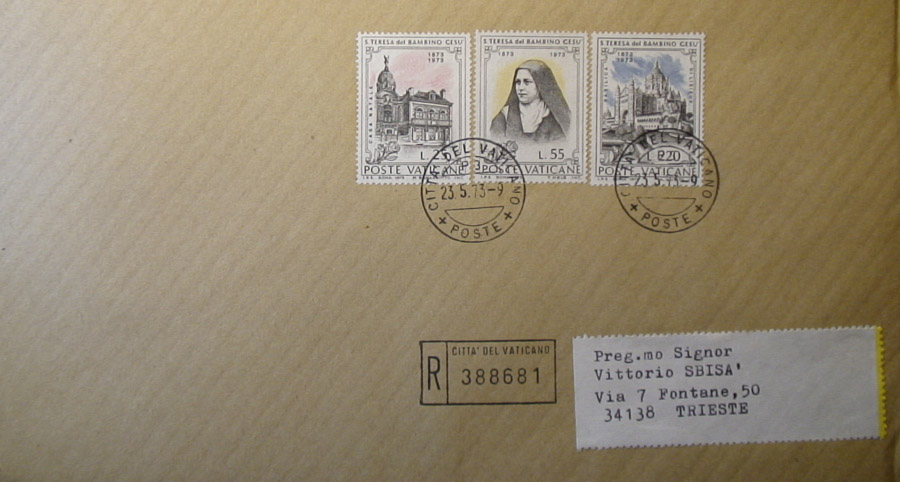 S. TERESA del BAMBINO GESU'
1873
1973
CASA NATALE
L.
POSTE VATICANE
S. TERESA del BAMBINO GESU'
1873 1973
L. 55
POSTE VATICANE
S. TERESA del BAMBINO GESU'
1873
1973
L. 220
POSTE VATICANE
CITTA' DEL VATICANO
23.5.73-9
+ POSTE +
CITTA' DEL VATICANO
23.5.73-9
+ POSTE +
R
CITTA' DEL VATICANO
388681
Preg.mo Signor
Vittorio SBISA'
Via 7 Fontane,50
34138 TRIESTE